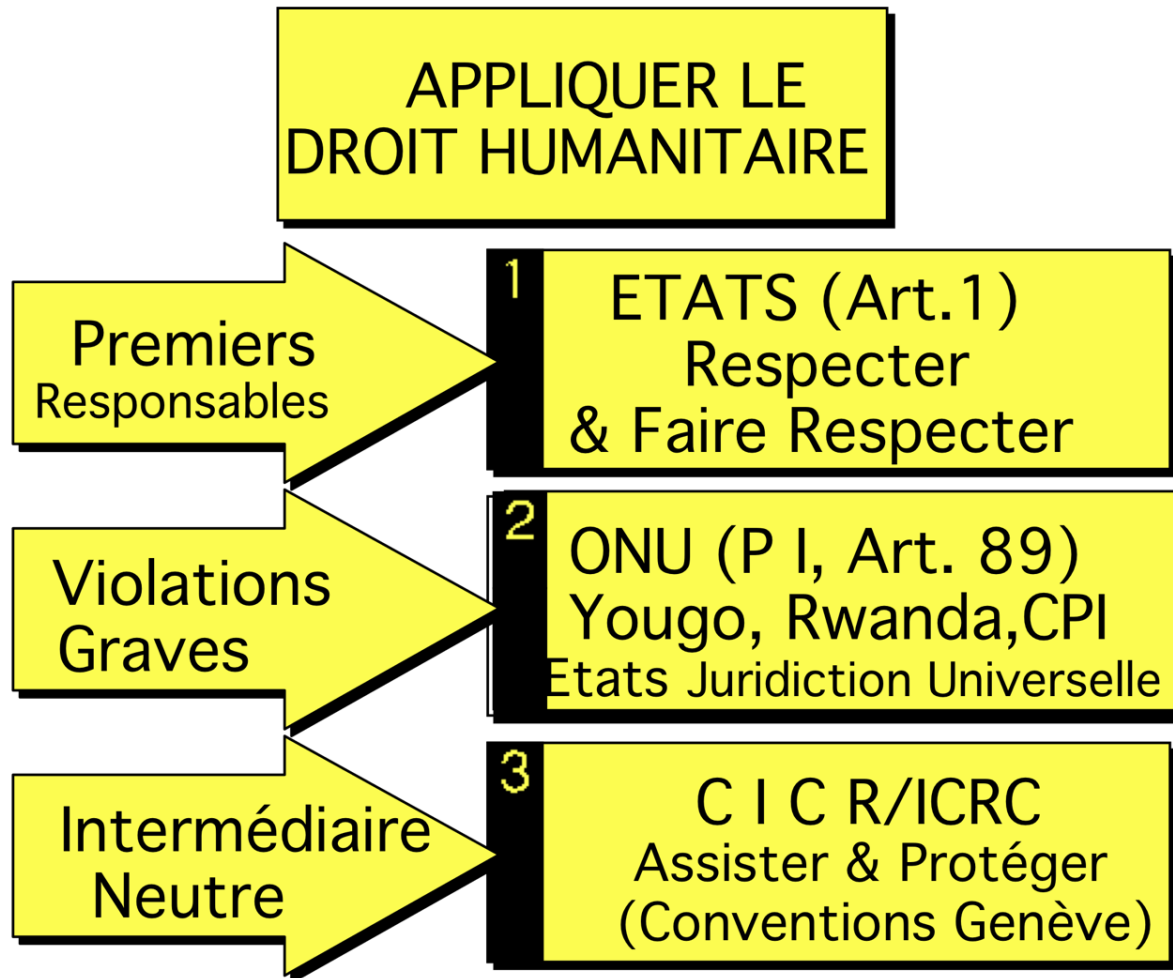 APPLIQUER LE
DROIT HUMANITAIRE
Premiers
Responsables
1
ETATS (Art.1)
Respecter
& Faire Respecter
Violations
Graves
2
ONU (P I, Art. 89)
Yougo, Rwanda,CPI
Etats Juridiction Universelle
Intermédiaire
Neutre
3
C I C R/ICRC
Assister & Protéger
(Conventions Genève)